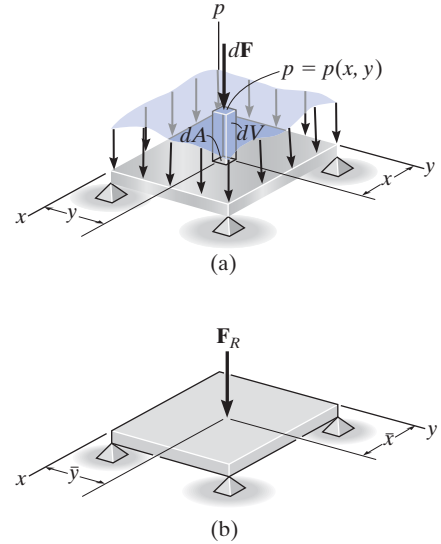 p
dF
p = p(x, y)
dA dV
x y x y
(a)
F_R
x ȳ x̄ y
(b)